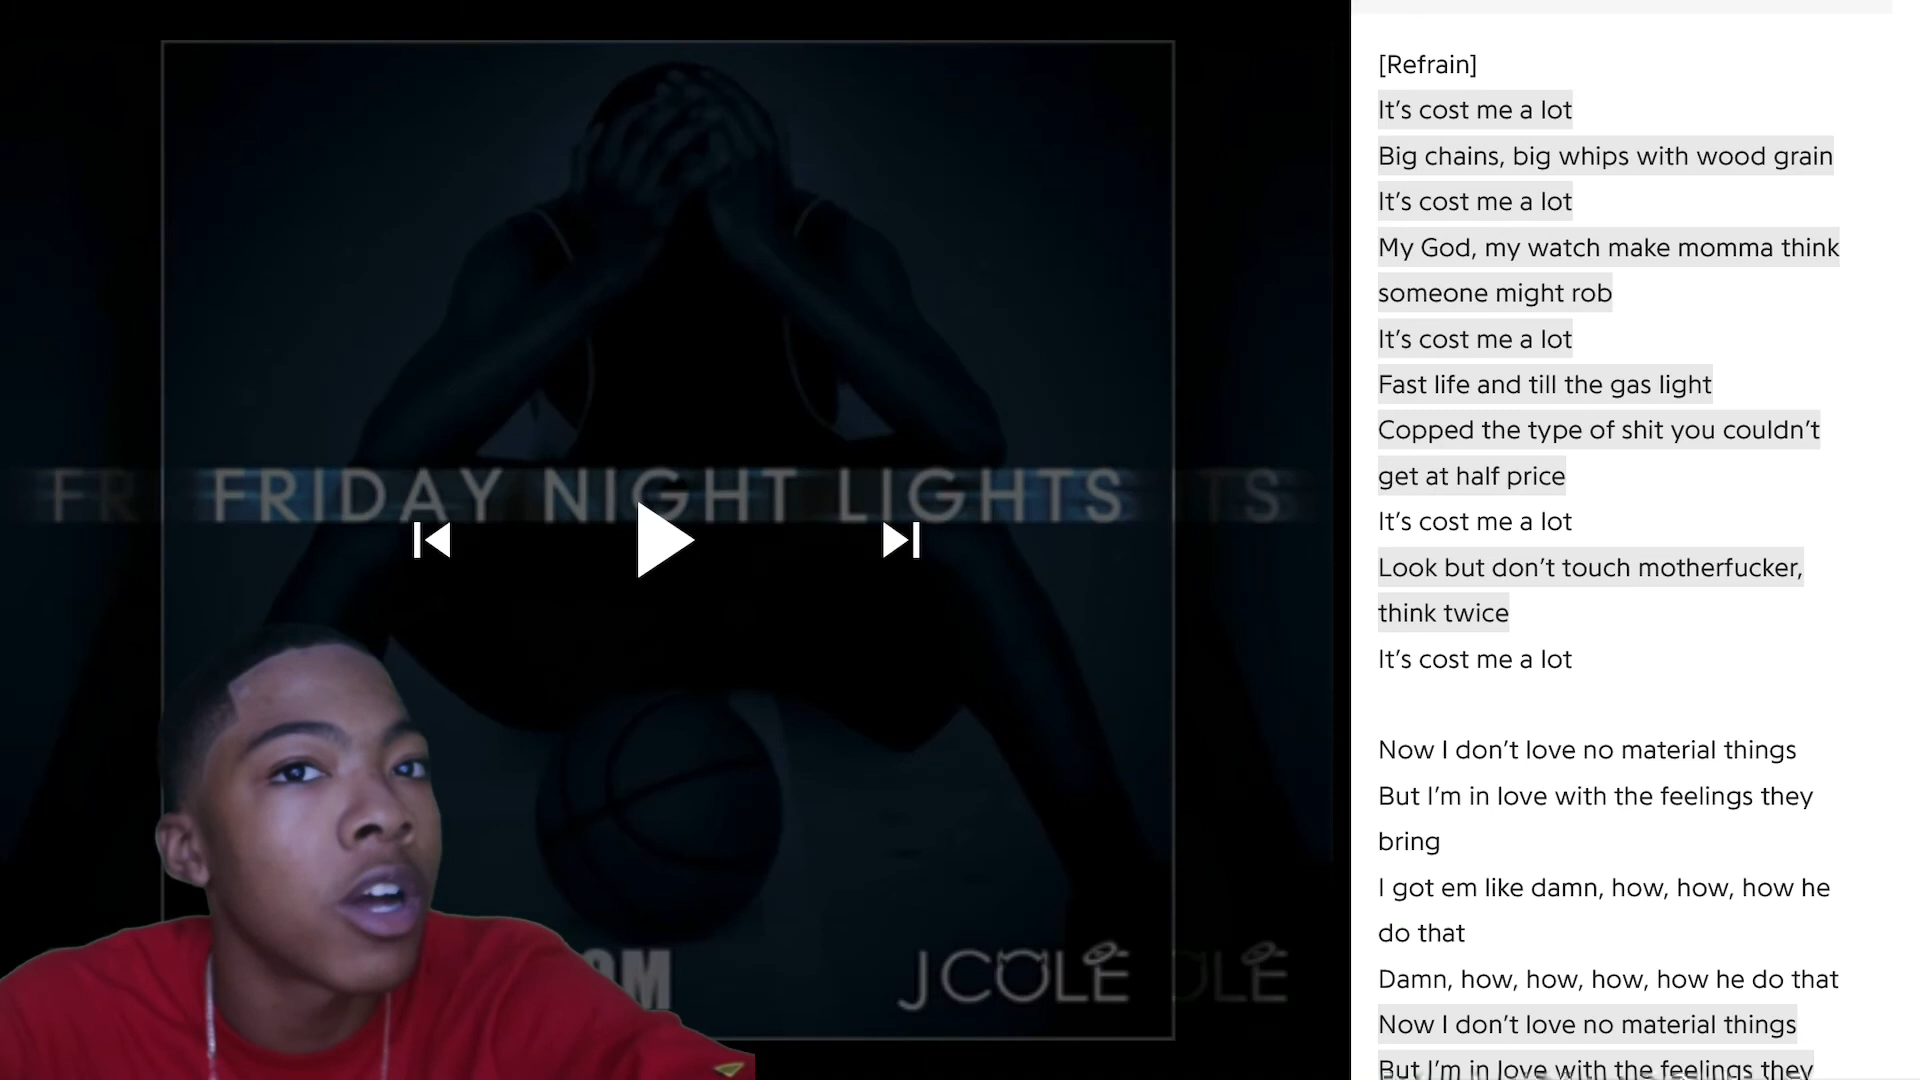 FR FRIDAY NIGHT LIGHTS TS
J COLE OLE
[Refrain]
It’s cost me a lot
Big chains, big whips with wood grain
It’s cost me a lot
My God, my watch make momma think
someone might rob
It’s cost me a lot
Fast life and till the gas light
Copped the type of shit you couldn’t
get at half price
It’s cost me a lot
Look but don’t touch motherfucker,
think twice
It’s cost me a lot
Now I don’t love no material things
But I’m in love with the feelings they
bring
I got em like damn, how, how, how he
do that
Damn, how, how, how, how he do that
Now I don’t love no material things
But I’m in love with the feelings they